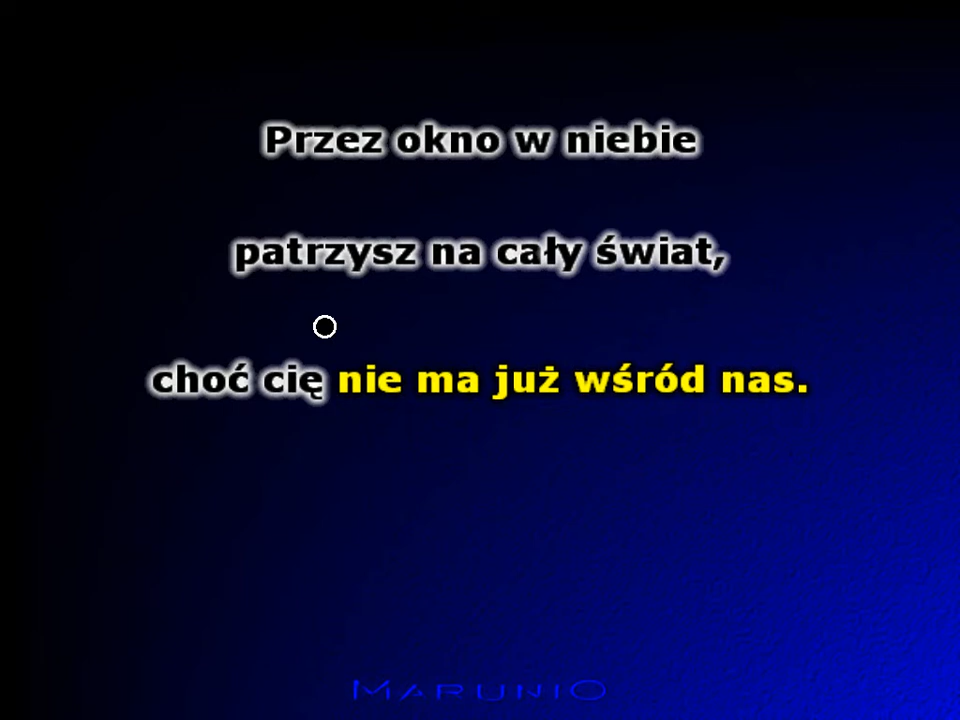 Przez okno w niebie
patrzysz na cały świat,
choć cię nie ma już wśród nas.
MARUNIO